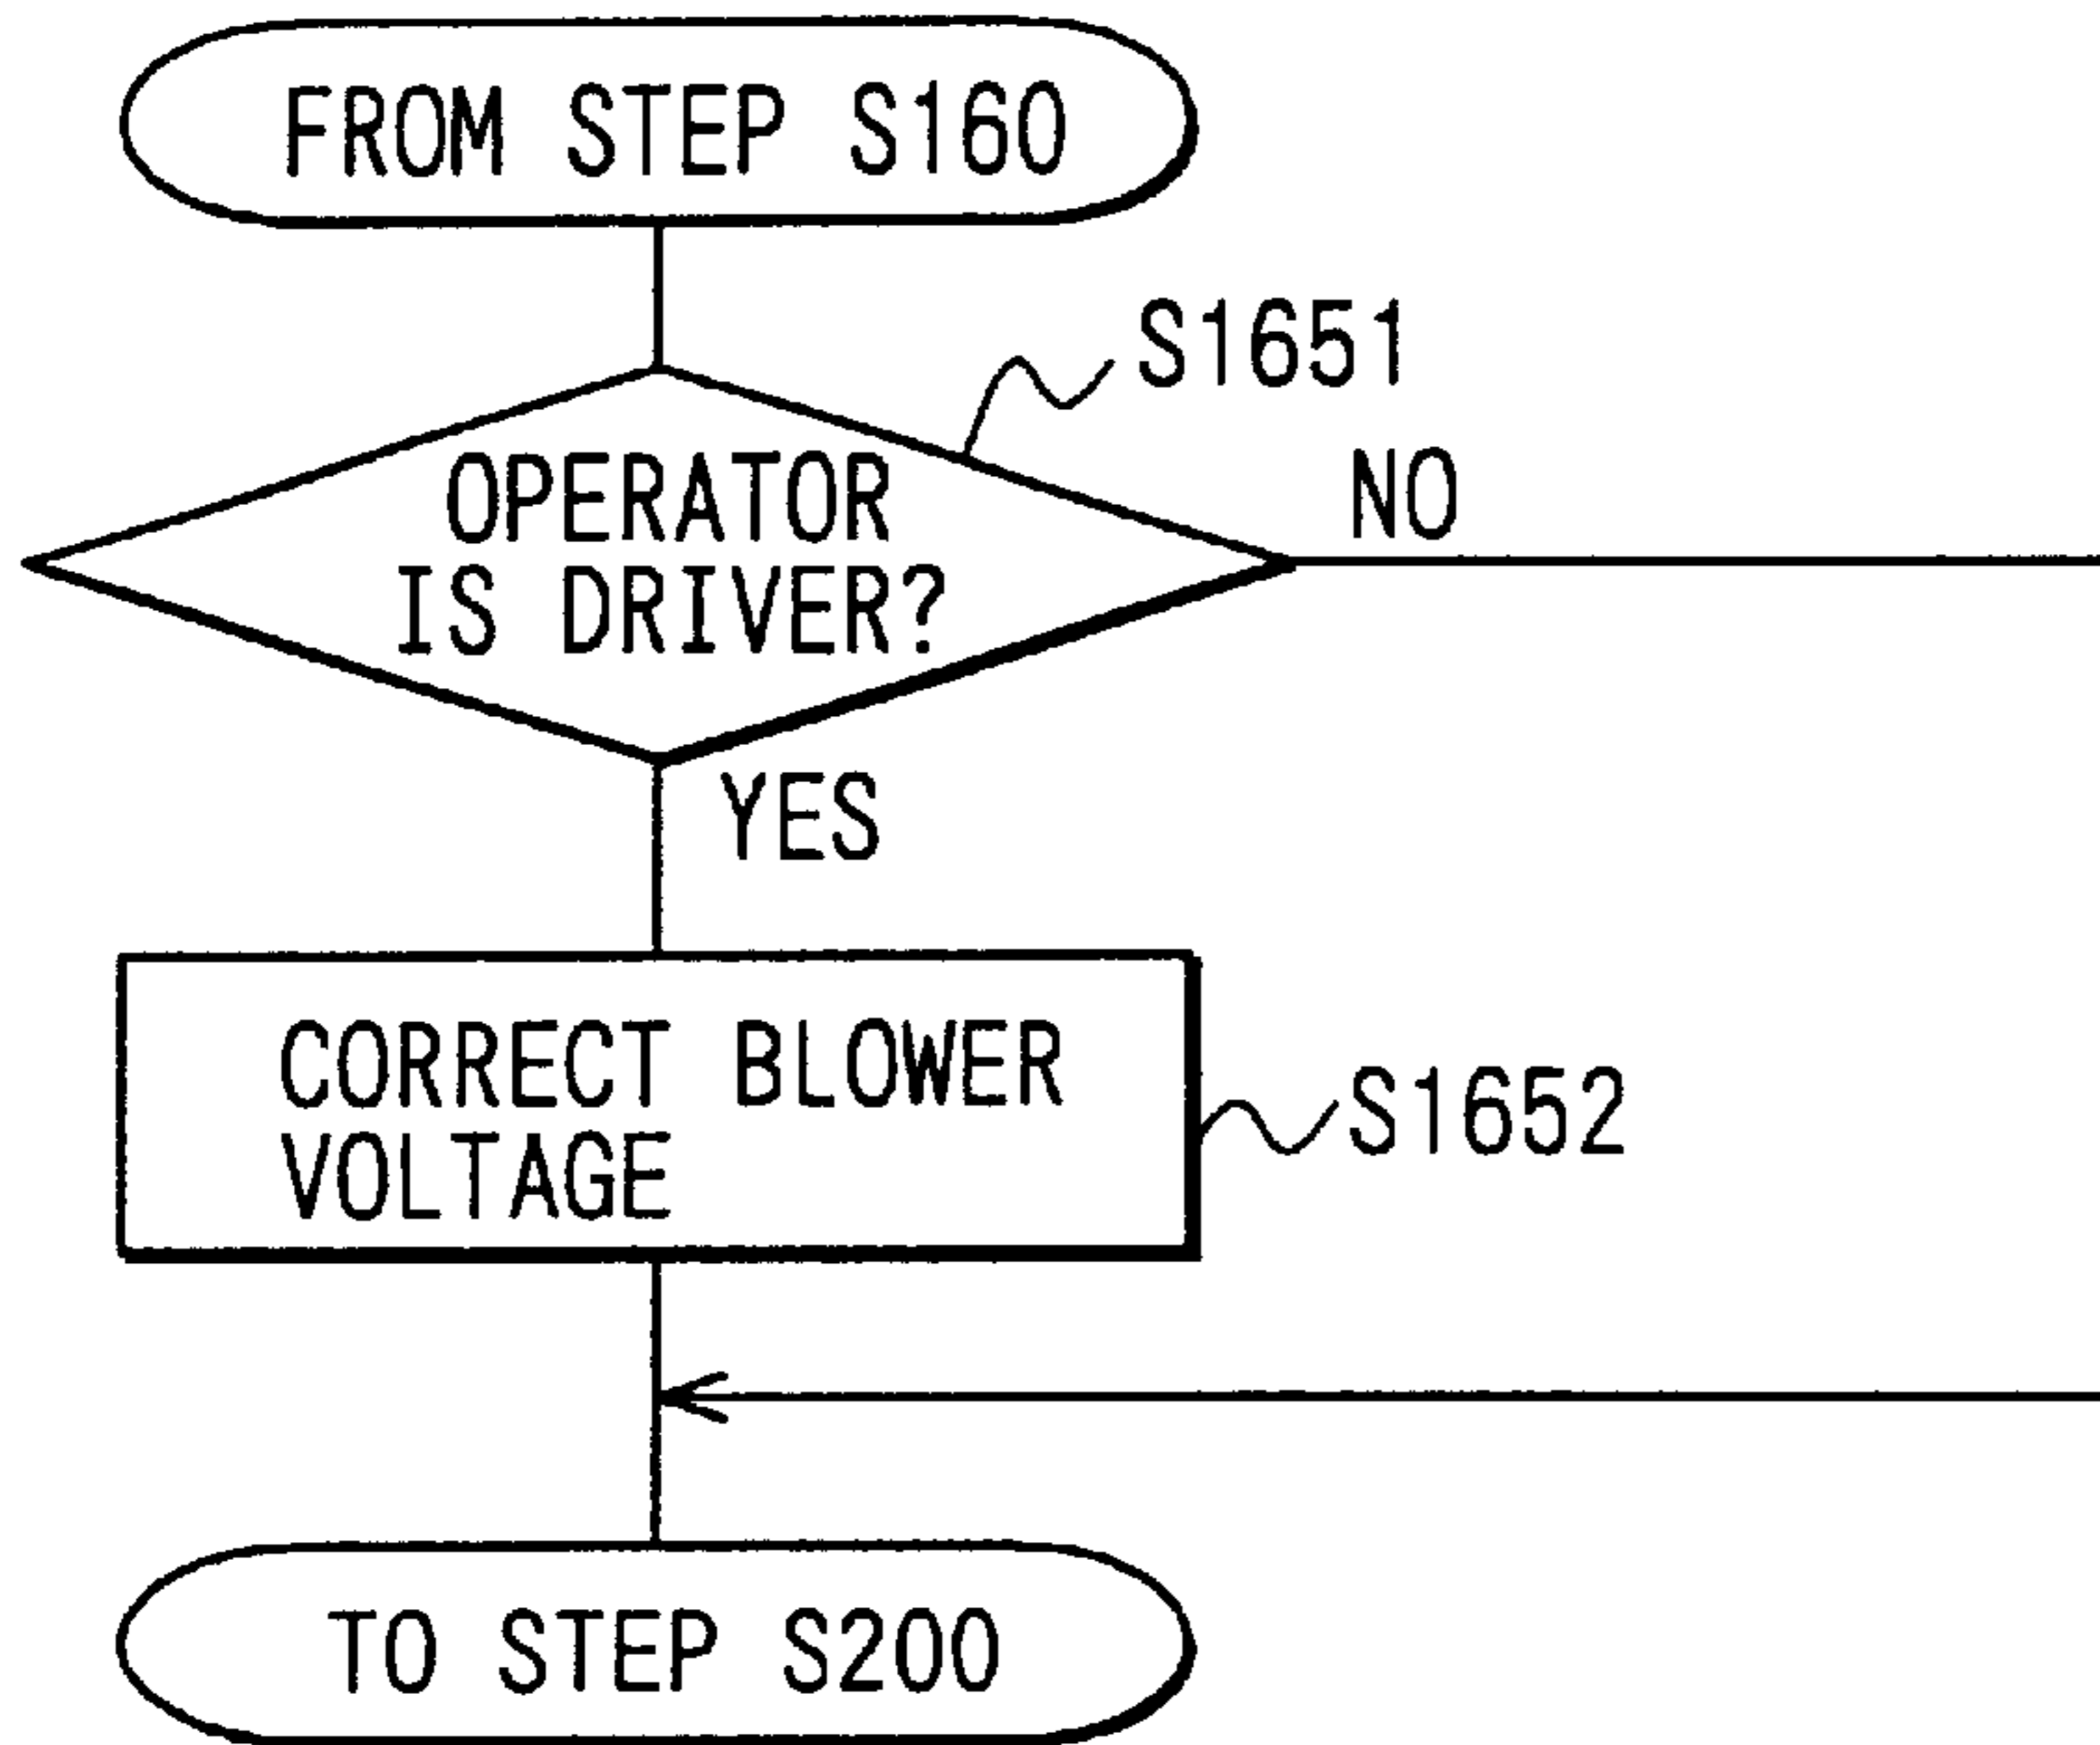 FROM STEP S160
S1651
OPERATOR
IS DRIVER?
NO
YES
CORRECT BLOWER
VOLTAGE
S1652
TO STEP S200